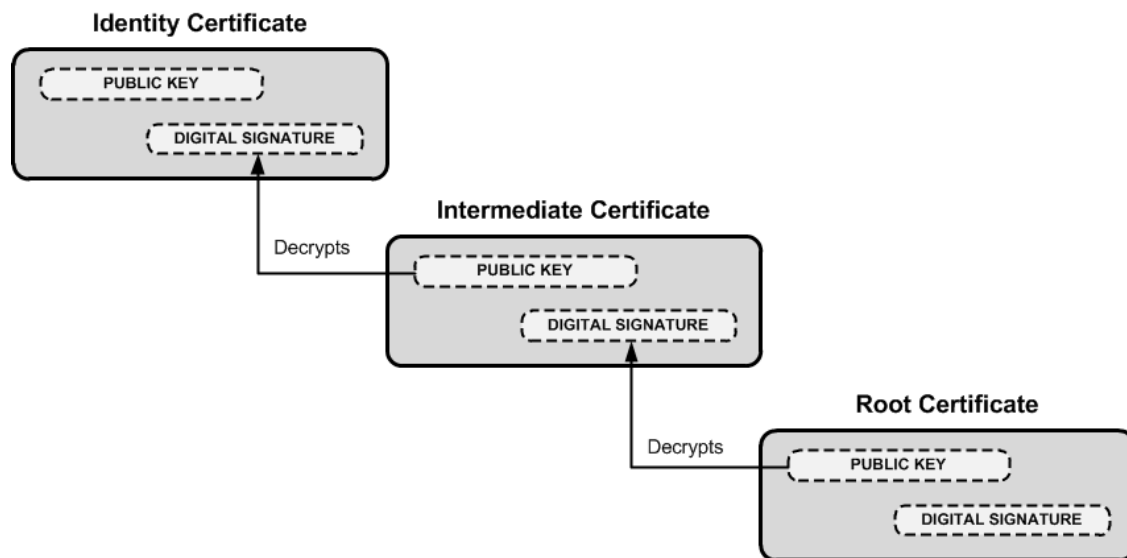 Identity Certificate
PUBLIC KEY
DIGITAL SIGNATURE
Intermediate Certificate
Decrypts
PUBLIC KEY
DIGITAL SIGNATURE
Root Certificate
Decrypts
PUBLIC KEY
DIGITAL SIGNATURE